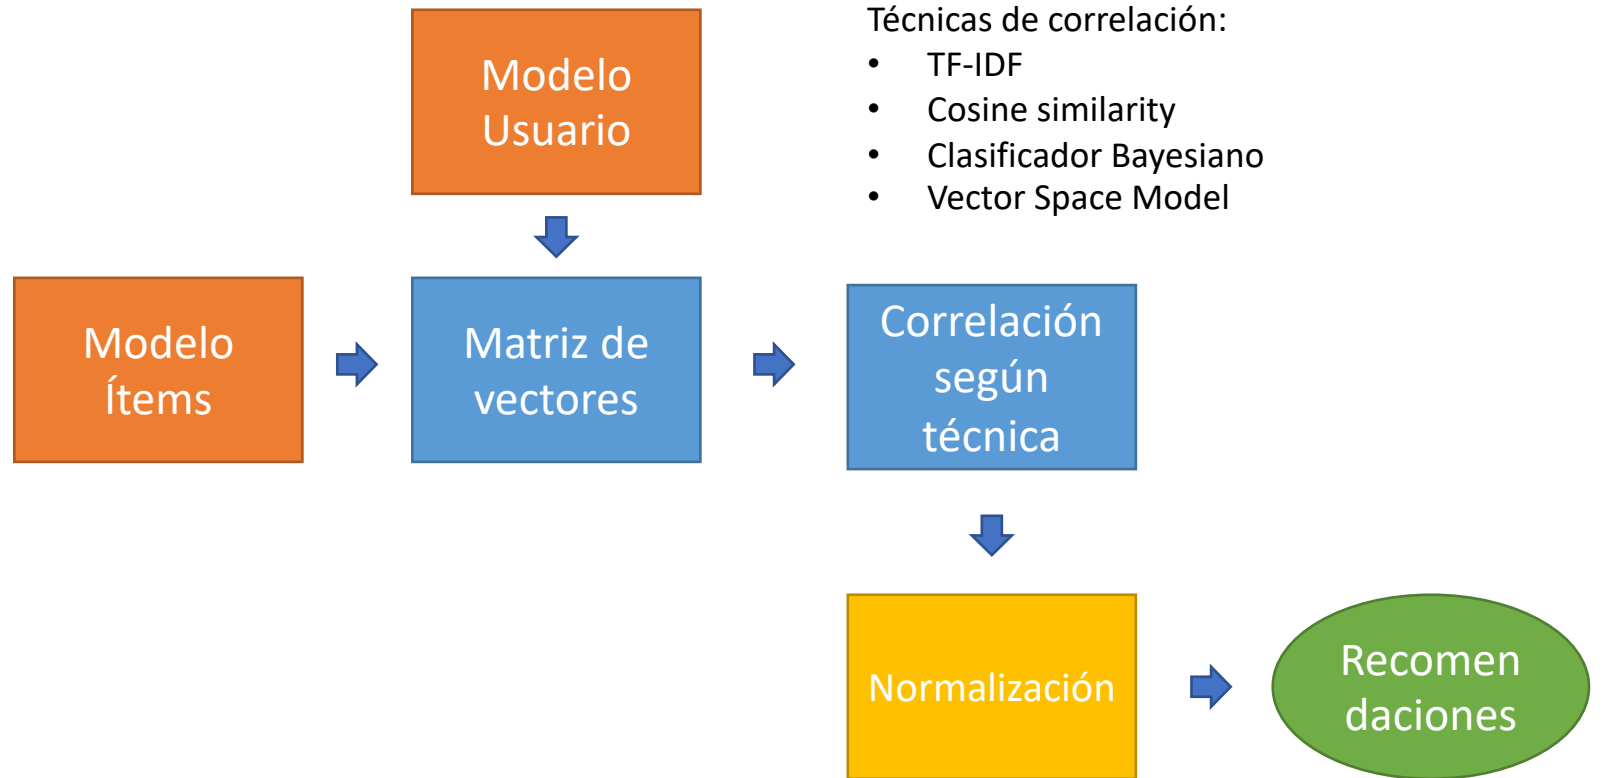 Modelo
Usuario
Técnicas de correlación:
• TF-IDF
• Cosine similarity
• Clasificador Bayesiano
• Vector Space Model
Modelo
Ítems
Matriz de
vectores
Correlación
según
técnica
Normalización
Recomen
daciones